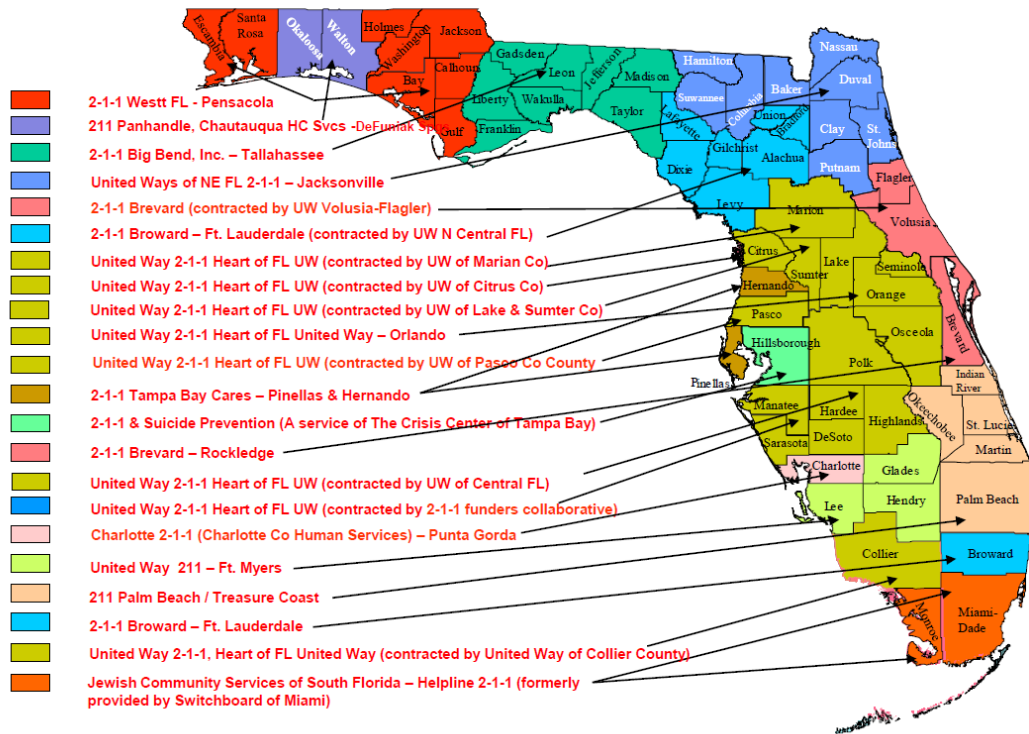 2-1-1 Westt FL - Pensacola
211 Panhandle, Chautauqua HC Svcs -DeFuniak Sp
2-1-1 Big Bend, Inc. – Tallahassee
United Ways of NE FL 2-1-1 – Jacksonville
2-1-1 Brevard (contracted by UW Volusia-Flagler)
2-1-1 Broward – Ft. Lauderdale (contracted by UW N Central FL)
United Way 2-1-1 Heart of FL UW (contracted by UW of Marian Co)
United Way 2-1-1 Heart of FL UW (contracted by UW of Citrus Co)
United Way 2-1-1 Heart of FL UW (contracted by UW of Lake & Sumter Co)
United Way 2-1-1 Heart of FL United Way – Orlando
United Way 2-1-1 Heart of FL UW (contracted by UW of Pasco Co County
2-1-1 Tampa Bay Cares – Pinellas & Hernando
2-1-1 & Suicide Prevention (A service of The Crisis Center of Tampa Bay)
2-1-1 Brevard – Rockledge
United Way 2-1-1 Heart of FL UW (contracted by UW of Central FL)
United Way 2-1-1 Heart of FL UW (contracted by 2-1-1 funders collaborative)
Charlotte 2-1-1 (Charlotte Co Human Services) – Punta Gorda
United Way 211 – Ft. Myers
211 Palm Beach / Treasure Coast
2-1-1 Broward – Ft. Lauderdale
United Way 2-1-1, Heart of FL United Way (contracted by United Way of Collier County)
Jewish Community Services of South Florida – Helpline 2-1-1 (formerly
provided by Switchboard of Miami)
Escambia
Santa
Rosa
Okaloosa
Walton
Holmes
Washington
Jackson
Bay
Calhoun
Gulf
Gadsden
Liberty
Franklin
Leon
Wakulla
Jefferson
Madison
Taylor
Hamilton
Suwannee
Columbia
Baker
Nassau
Duval
Union
Bradford
Clay
St.
Johns
Putnam
Lafayette
Dixie
Gilchrist
Alachua
Levy
Flagler
Volusia
Marion
Citrus
Sumter
Lake
Seminole
Orange
Hernando
Pasco
Osceola
Brevard
Hillsborough
Polk
Pinellas
Indian
River
Manatee
Hardee
Highlands
Okeechobee
St. Lucie
Sarasota
DeSoto
Martin
Charlotte
Glades
Lee
Hendry
Palm Beach
Collier
Broward
Monroe
Miami-
Dade